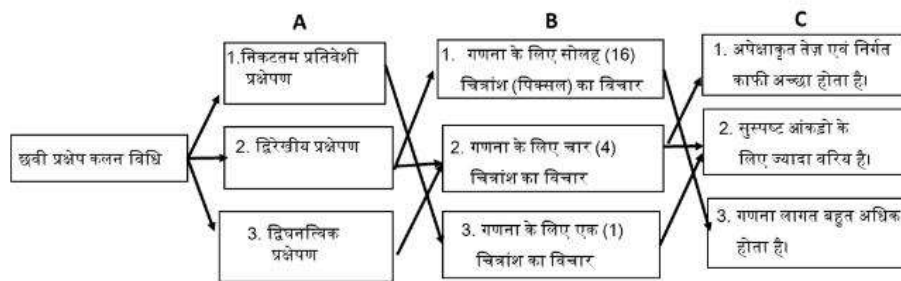 A
B
C
छवी प्रक्षेप कलन विधि
1.निकटतम प्रतिवेशी
प्रक्षेपण
2. द्विरेखीय प्रक्षेपण
3. द्विघनत्विक
प्रक्षेपण
1. गणना के लिए सोलह (16)
चित्रांश (पिक्सल) का विचार
2. गणना के लिए चार (4)
चित्रांश का विचार
3. गणना के लिए एक (1)
चित्रांश का विचार
1. अपेक्षाकृत तेज़ एवं निर्गत
काफी अच्छा होता है।
2. सुस्पष्ट आंकड़ो के
लिए ज्यादा वरिय है।
3. गणना लागत बहुत अधिक
होता है।